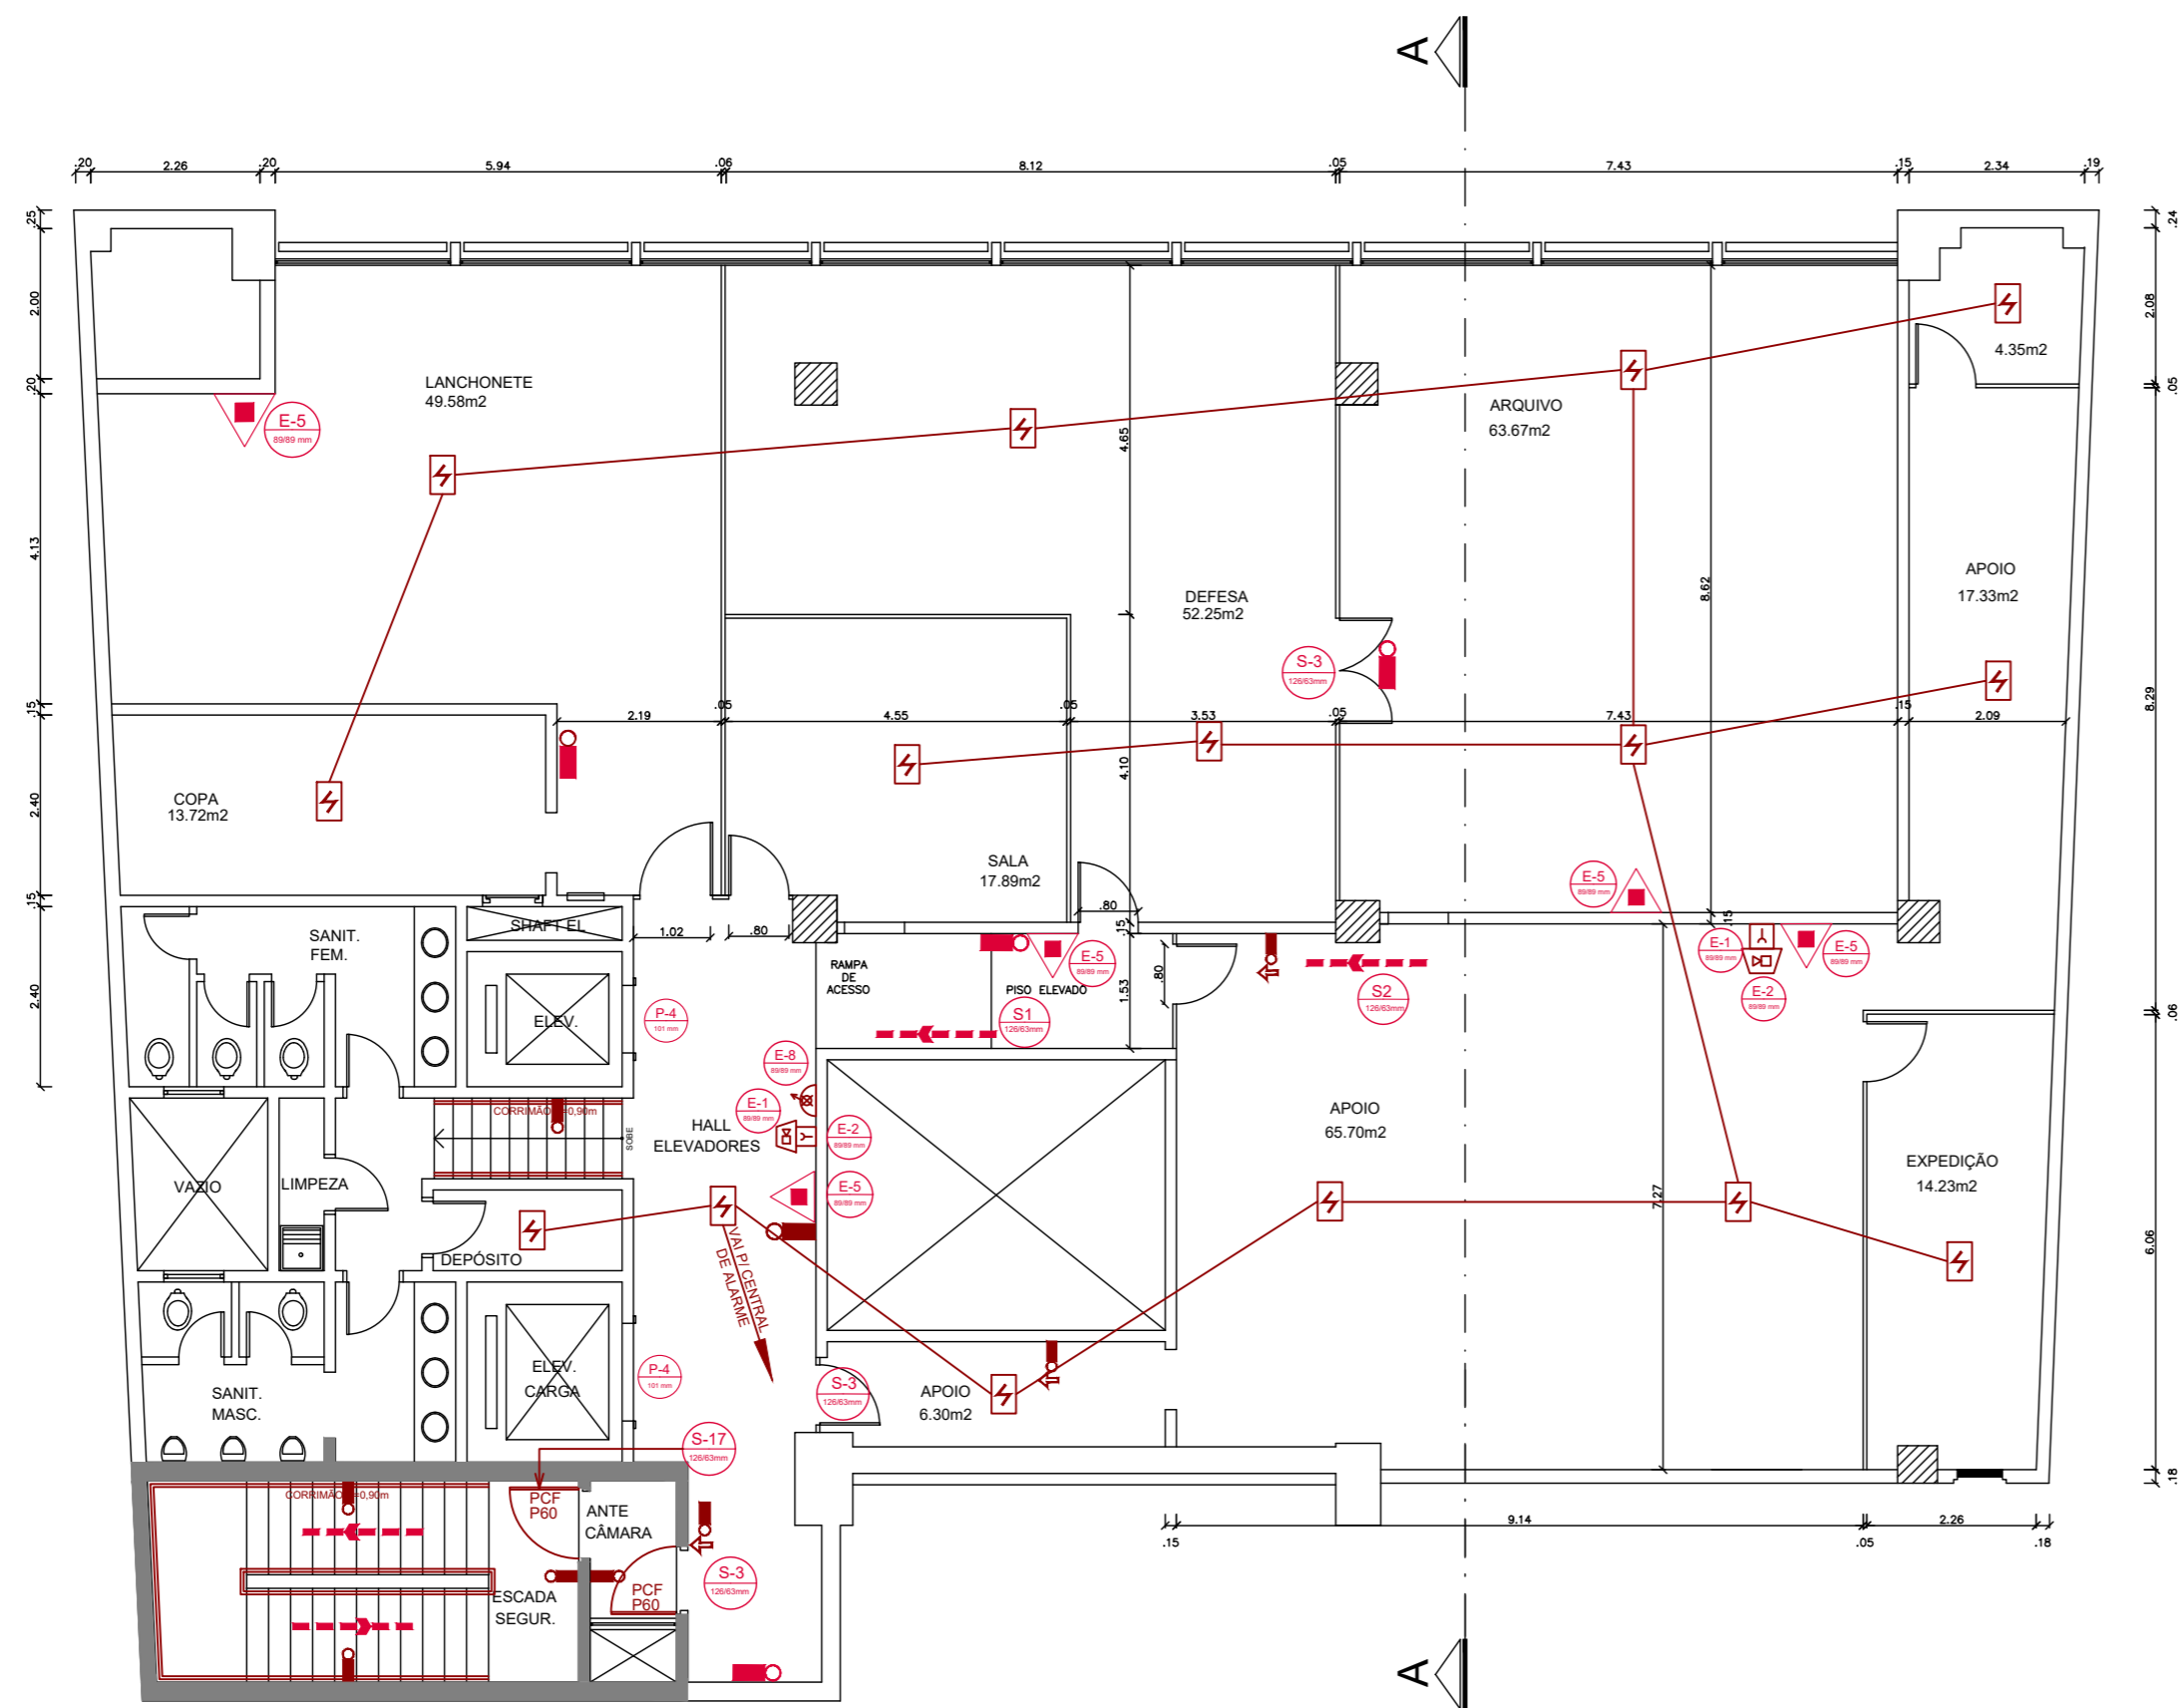 A
.20
2.26
.20
5.94
.06
8.12
.05
7.43
.15
2.34
.19
.25
2.00
.20
4.13
.15
2.40
.15
2.40
.24
2.08
.05
8.29
.06
6.06
.18
LANCHONETE
49.58m2
E-5
89/89 mm
4.65
ARQUIVO
63.67m2
4.35m2
8.62
APOIO
17.33m2
DEFESA
52.25m2
S-3
126/63mm
2.19
.05
4.55
.05
3.53
.05
7.43
.15
2.09
4.10
COPA
13.72m2
SALA
17.89m2
E-5
89/89 mm
.15
SANIT.
FEM.
SHAFT EL
1.02
.80
.80
.15
RAMPA
DE
ACESSO
PISO ELEVADO
E-5
89/89 mm
1.53
.80
S2
126/63mm
E-1
89/89 mm
E-5
89/89 mm
E-2
89/89 mm
ELEV.
P-4
101 mm
S1
126/63mm
E-8
89/89 mm
E-1
89/89 mm
E-2
89/89 mm
CORRIMÃO =0,90m
SOBE
HALL
ELEVADORES
APOIO
65.70m2
EXPEDIÇÃO
14.23m2
VAZIO
LIMPEZA
E-5
89/89 mm
7.27
DEPÓSITO
VAI P/ CENTRAL
DE ALARME
ELEV.
CARGA
P-4
101 mm
S-3
126/63mm
APOIO
6.30m2
SANIT.
MASC.
S-17
126/63mm
CORRIMÃO =0,90m
PCF
P60
ANTE
CÂMARA
S-3
126/63mm
PCF
P60
ESCADA
SEGUR.
.15
9.14
.05
2.26
.18
A